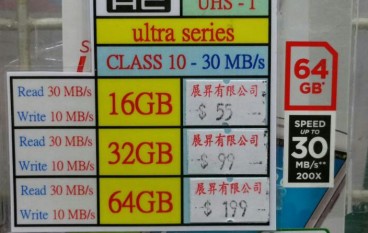 HC
UHS - 1
ultra series
CLASS 10 - 30 MB/s
Read 30 MB/s
Write 10 MB/s
16GB
展昇有限公司
$ 55
Read 30 MB/s
Write 10 MB/s
32GB
展昇有限公司
$ 99
Read 30 MB/s
Write 10 MB/s
64GB
展昇有限公司
$ 199
64
GB*
SPEED
UP TO
30
MB/s**
200X